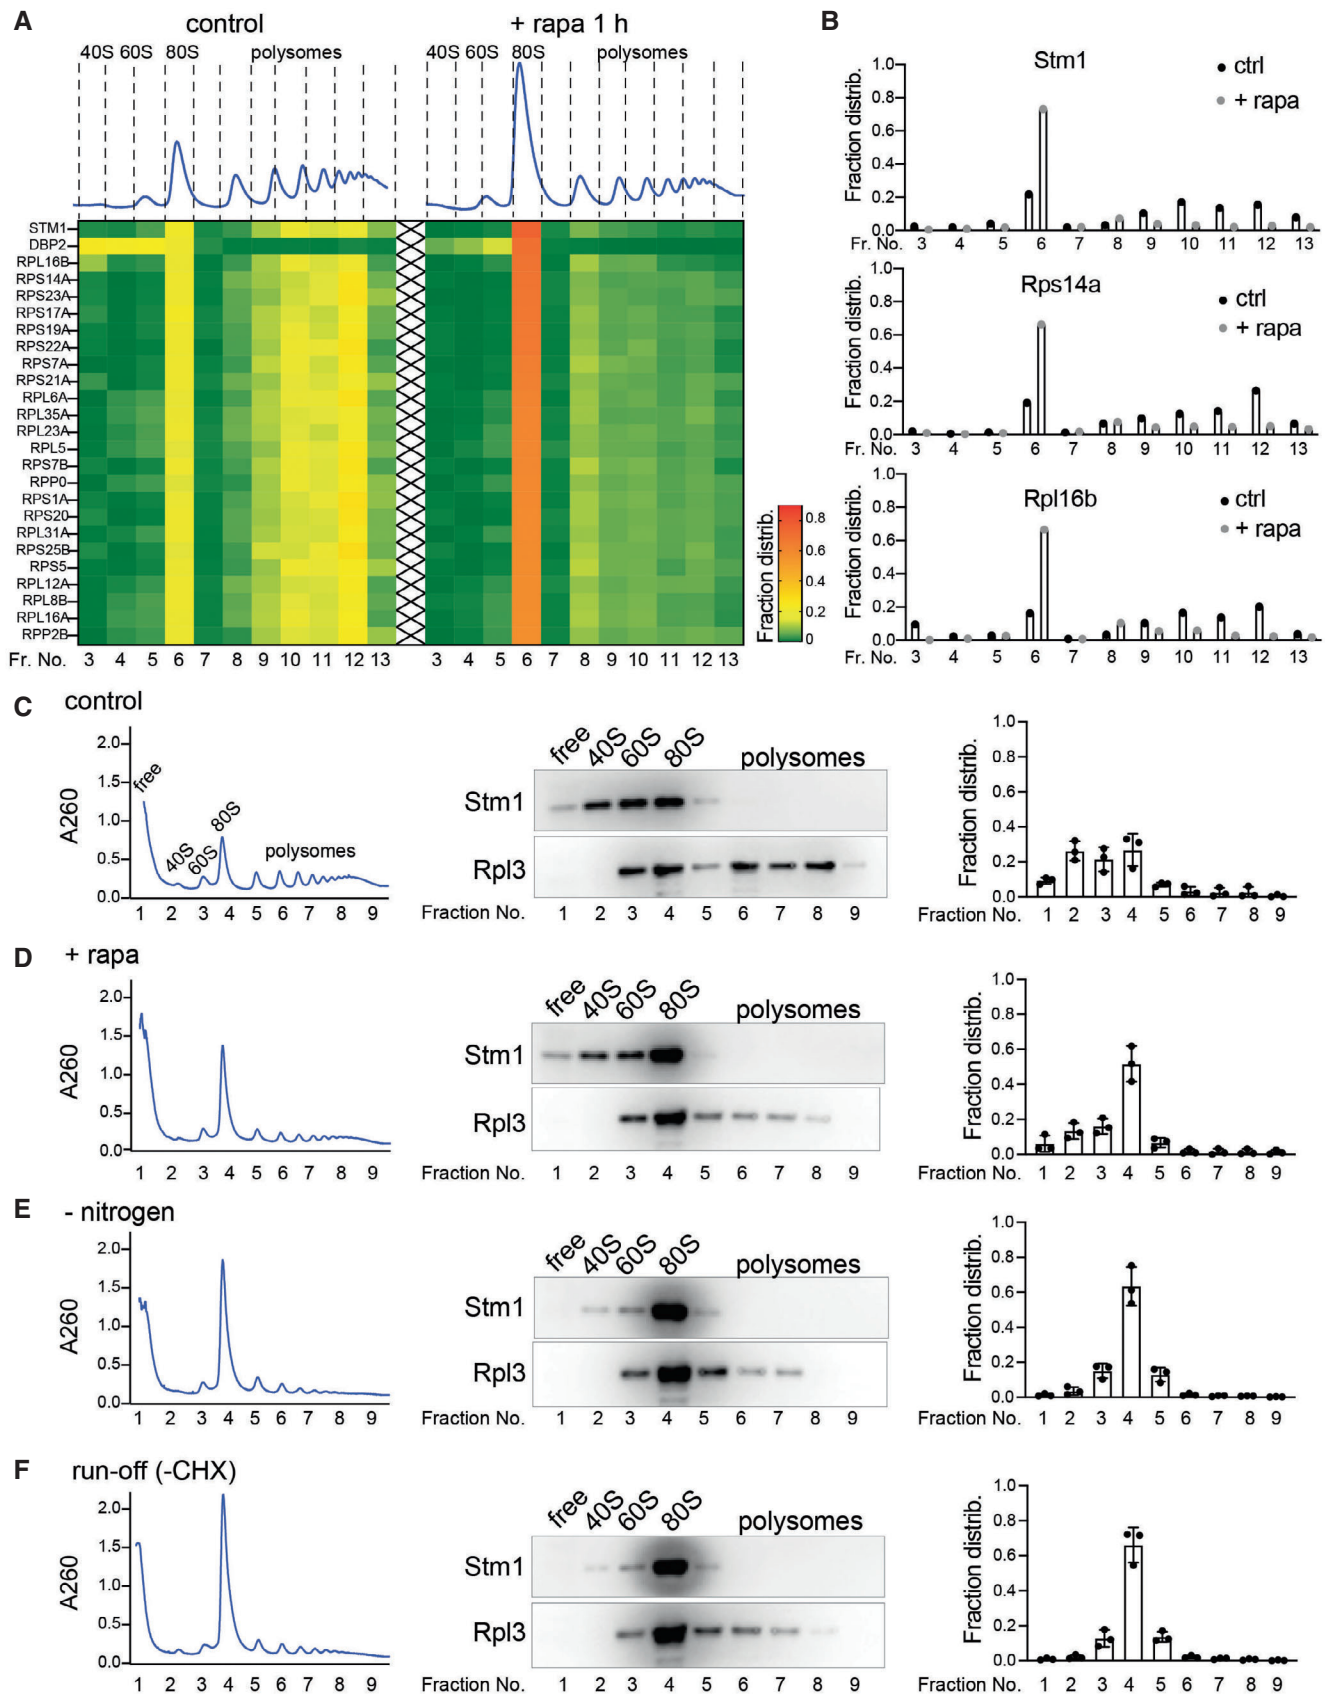 A
control
+ rapa 1 h
40S 60S 80S polysomes
40S 60S 80S polysomes
STM1
DBP2
RPL16B
RPS14A
RPS23A
RPS17A
RPS19A
RPS22A
RPS7A
RPS21A
RPL6A
RPL35A
RPL23A
RPL5
RPS7B
RPP0
RPS1A
RPS20
RPL31A
RPS25B
RPS5
RPL12A
RPL8B
RPL16A
RPP2B
Fr. No. 3 4 5 6 7 8 9 10 11 12 13
3 4 5 6 7 8 9 10 11 12 13
Fraction distrib.
0.8
0.6
0.4
0.2
0
B
Stm1
ctrl
+ rapa
Fraction distrib.
1.0
0.8
0.6
0.4
0.2
0.0
Fr. No. 3 4 5 6 7 8 9 10 11 12 13
Rps14a
ctrl
+ rapa
Fraction distrib.
1.0
0.8
0.6
0.4
0.2
0.0
Fr. No. 3 4 5 6 7 8 9 10 11 12 13
Rpl16b
ctrl
+ rapa
Fraction distrib.
1.0
0.8
0.6
0.4
0.2
0.0
Fr. No. 3 4 5 6 7 8 9 10 11 12 13
C
control
A260
2.0
1.5
1.0
0.5
0.0
free
40S
60S
80S
polysomes
1 2 3 4 5 6 7 8 9
free 40S 60S 80S polysomes
Stm1
Rpl3
Fraction No. 1 2 3 4 5 6 7 8 9
Fraction distrib.
1.0
0.8
0.6
0.4
0.2
0.0
Fraction No. 1 2 3 4 5 6 7 8 9
D
+ rapa
A260
2.0
1.5
1.0
0.5
0.0
1 2 3 4 5 6 7 8 9
free 40S 60S 80S polysomes
Stm1
Rpl3
Fraction No. 1 2 3 4 5 6 7 8 9
Fraction distrib.
1.0
0.8
0.6
0.4
0.2
0.0
Fraction No. 1 2 3 4 5 6 7 8 9
E
- nitrogen
A260
2.0
1.5
1.0
0.5
0.0
1 2 3 4 5 6 7 8 9
free 40S 60S 80S polysomes
Stm1
Rpl3
Fraction No. 1 2 3 4 5 6 7 8 9
Fraction distrib.
1.0
0.8
0.6
0.4
0.2
0.0
Fraction No. 1 2 3 4 5 6 7 8 9
F
run-off (-CHX)
A260
2.0
1.5
1.0
0.5
0.0
1 2 3 4 5 6 7 8 9
free 40S 60S 80S polysomes
Stm1
Rpl3
Fraction No. 1 2 3 4 5 6 7 8 9
Fraction distrib.
1.0
0.8
0.6
0.4
0.2
0.0
Fraction No. 1 2 3 4 5 6 7 8 9